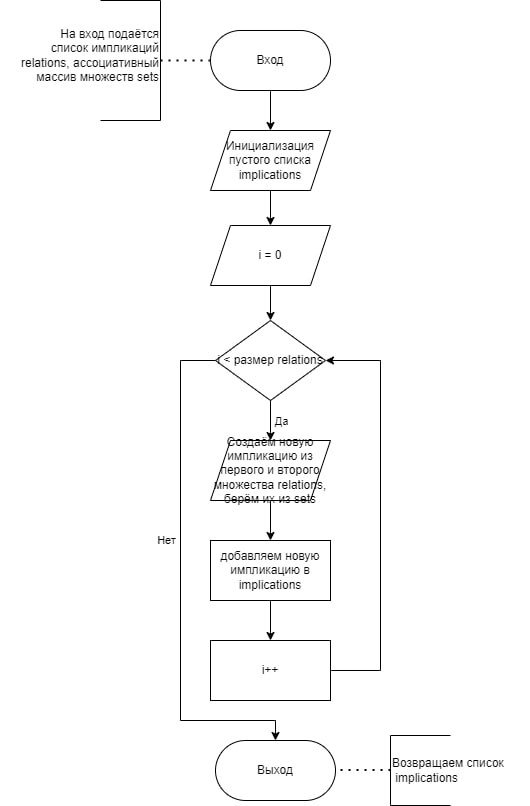 На вход подаётся
список импликаций
relations, ассоциативный
массив множеств sets
Вход
Инициализация
пустого списка
implications
i = 0
i < размер relations
Да
Создаём новую
импликацию из
первого и второго
множества relations,
берём их из sets
Нет
добавляем новую
импликацию в
implications
i++
Выход
Возвращаем список
implications